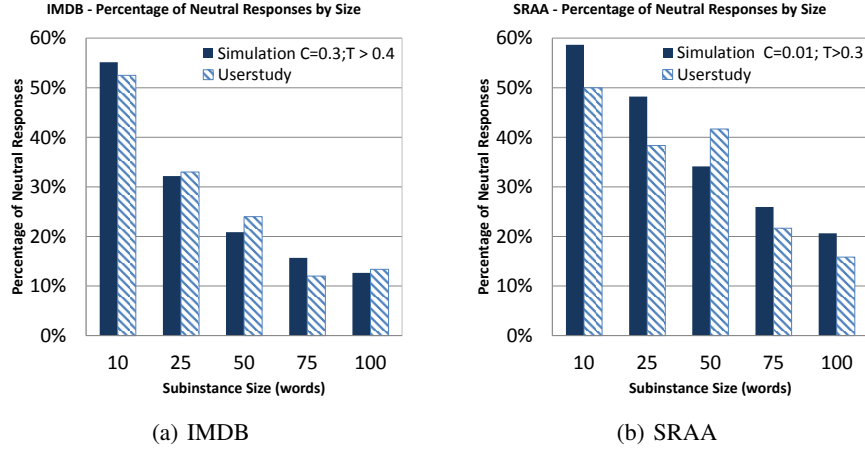 IMDB - Percentage of Neutral Responses by Size
Percentage of Neutral Responses
60%
50%
40%
30%
20%
10%
0%
Simulation C=0.3;T > 0.4
Userstudy
10 25 50 75 100
Subinstance Size (words)
(a) IMDB
SRAA - Percentage of Neutral Responses by Size
Percentage of Neutral Responses
60%
50%
40%
30%
20%
10%
0%
Simulation C=0.01; T>0.3
Userstudy
10 25 50 75 100
Subinstance Size (words)
(b) SRAA